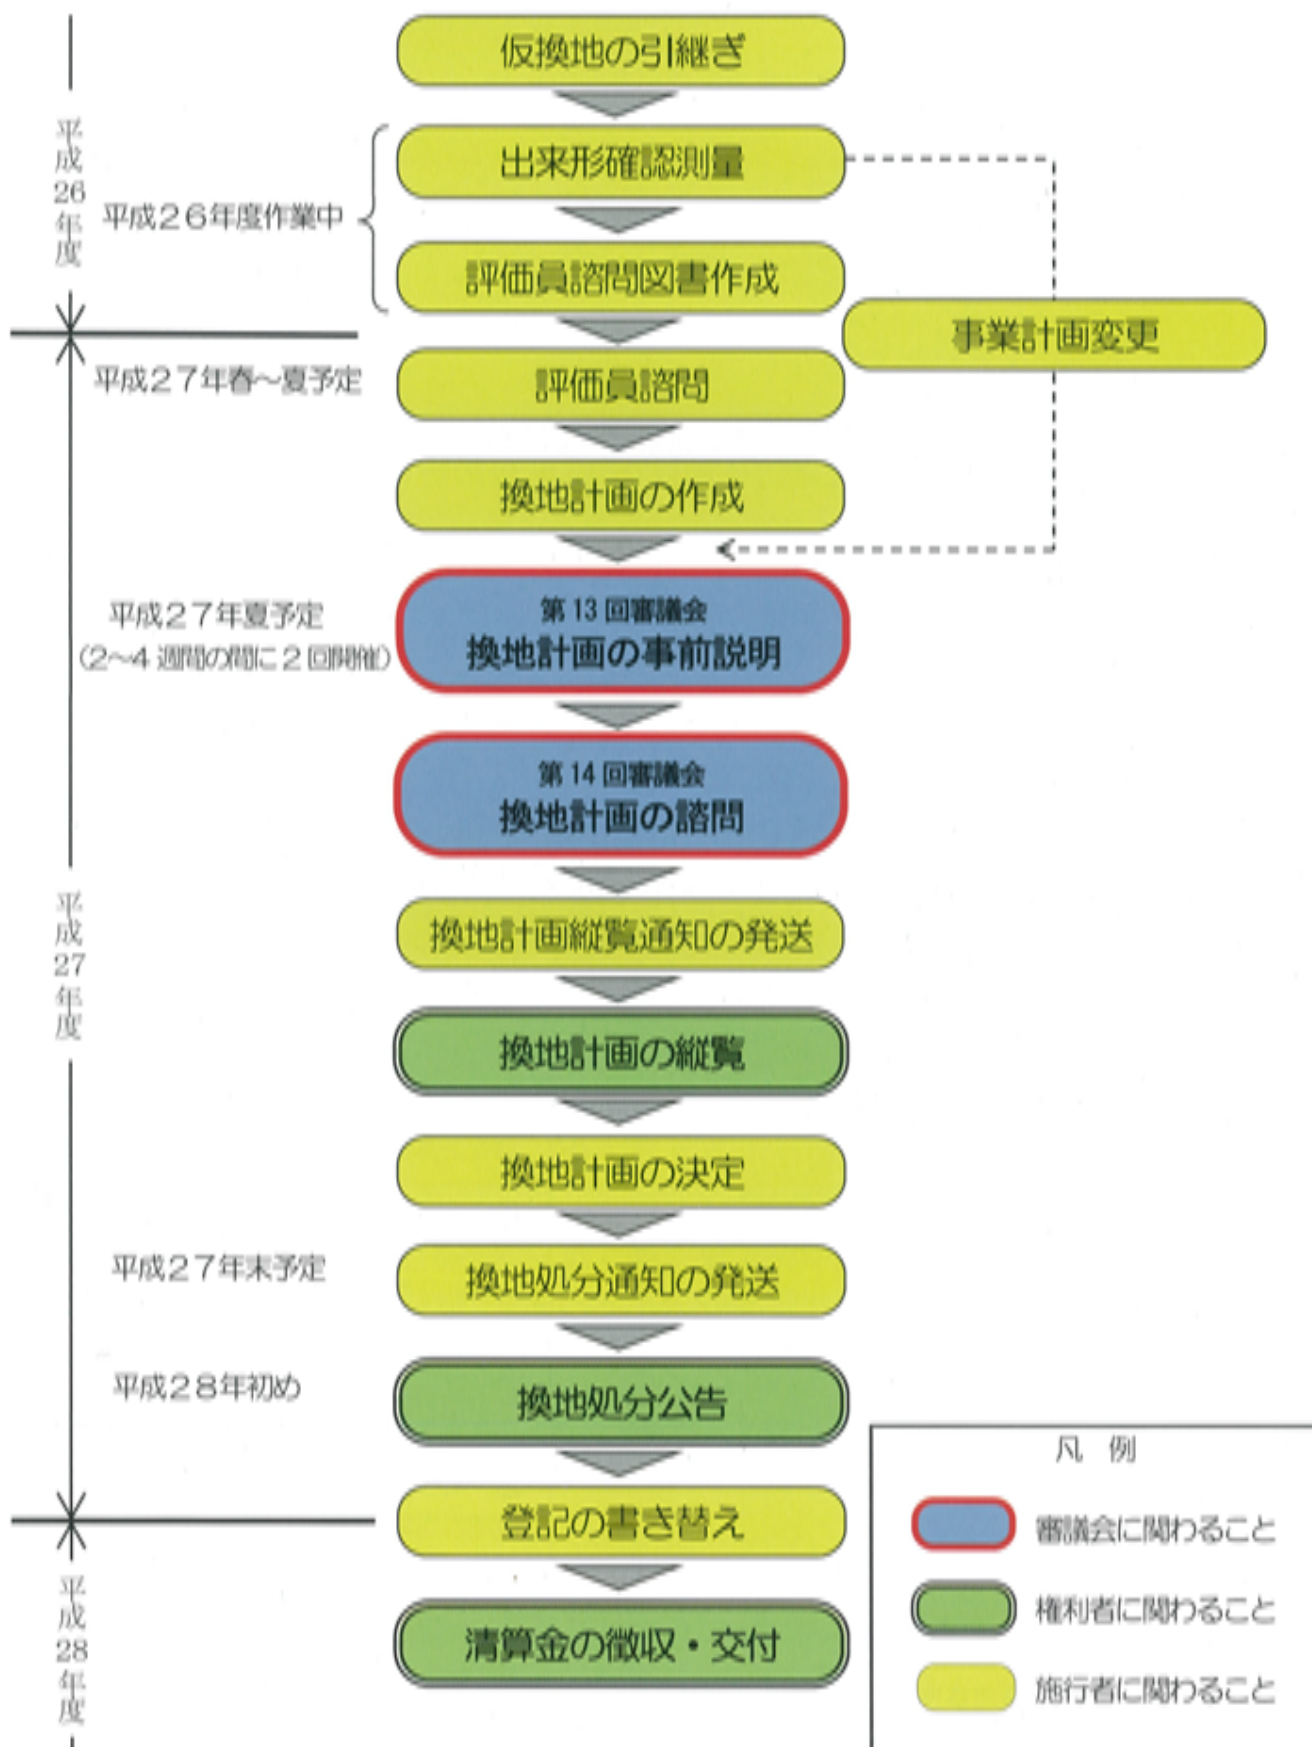 仮換地の引継ぎ
平成26年度
出来形確認測量
平成26年度作業中
評価員諮問図書作成
事業計画変更
平成27年春～夏予定
評価員諮問
換地計画の作成
平成27年夏予定
(2～4週間の間に2回開催)
第13回審議会
換地計画の事前説明
第14回審議会
換地計画の諮問
平成27年度
換地計画縦覧通知の発送
換地計画の縦覧
換地計画の決定
平成27年末予定
換地処分通知の発送
平成28年初め
換地処分公告
登記の書き替え
平成28年度
清算金の徴収・交付
凡 例
審議会に関わること
権利者に関わること
施行者に関わること